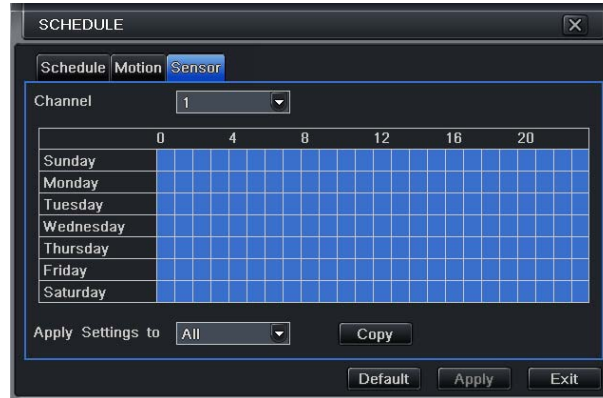 SCHEDULE
Schedule Motion Sensor
Channel 1
0 4 8 12 16 20
Sunday
Monday
Tuesday
Wednesday
Thursday
Friday
Saturday
Apply Settings to All Copy
Default Apply Exit